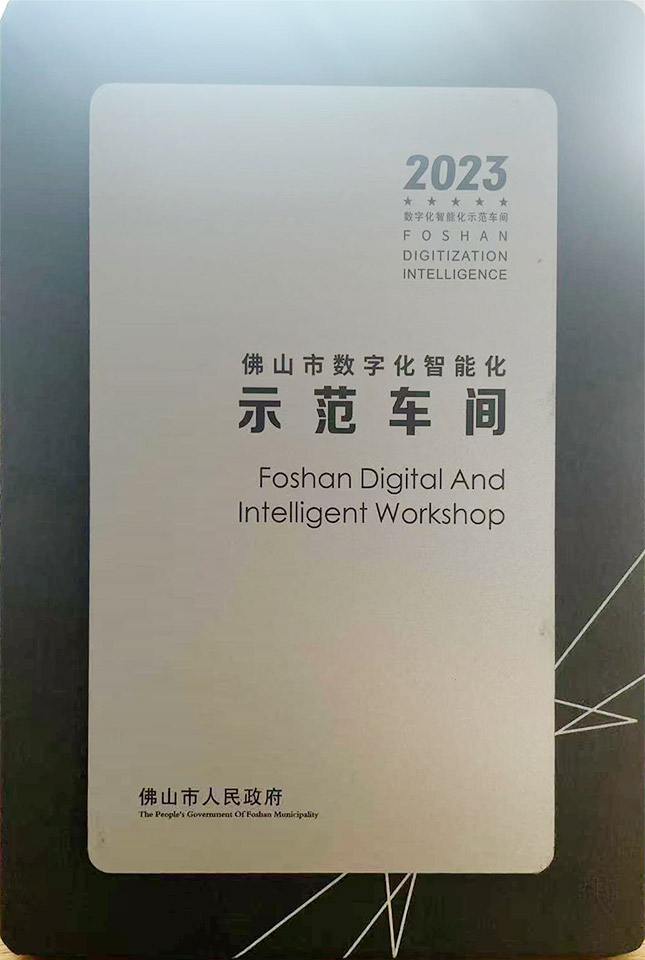 2023
★ ★ ★ ★ ★
数字化智能化示范车间
FOSHAN
DIGITIZATION
INTELLIGENCE
佛山市数字化智能化
示范车间
Foshan Digital And
Intelligent Workshop
佛山市人民政府
The People's Government Of Foshan Municipality